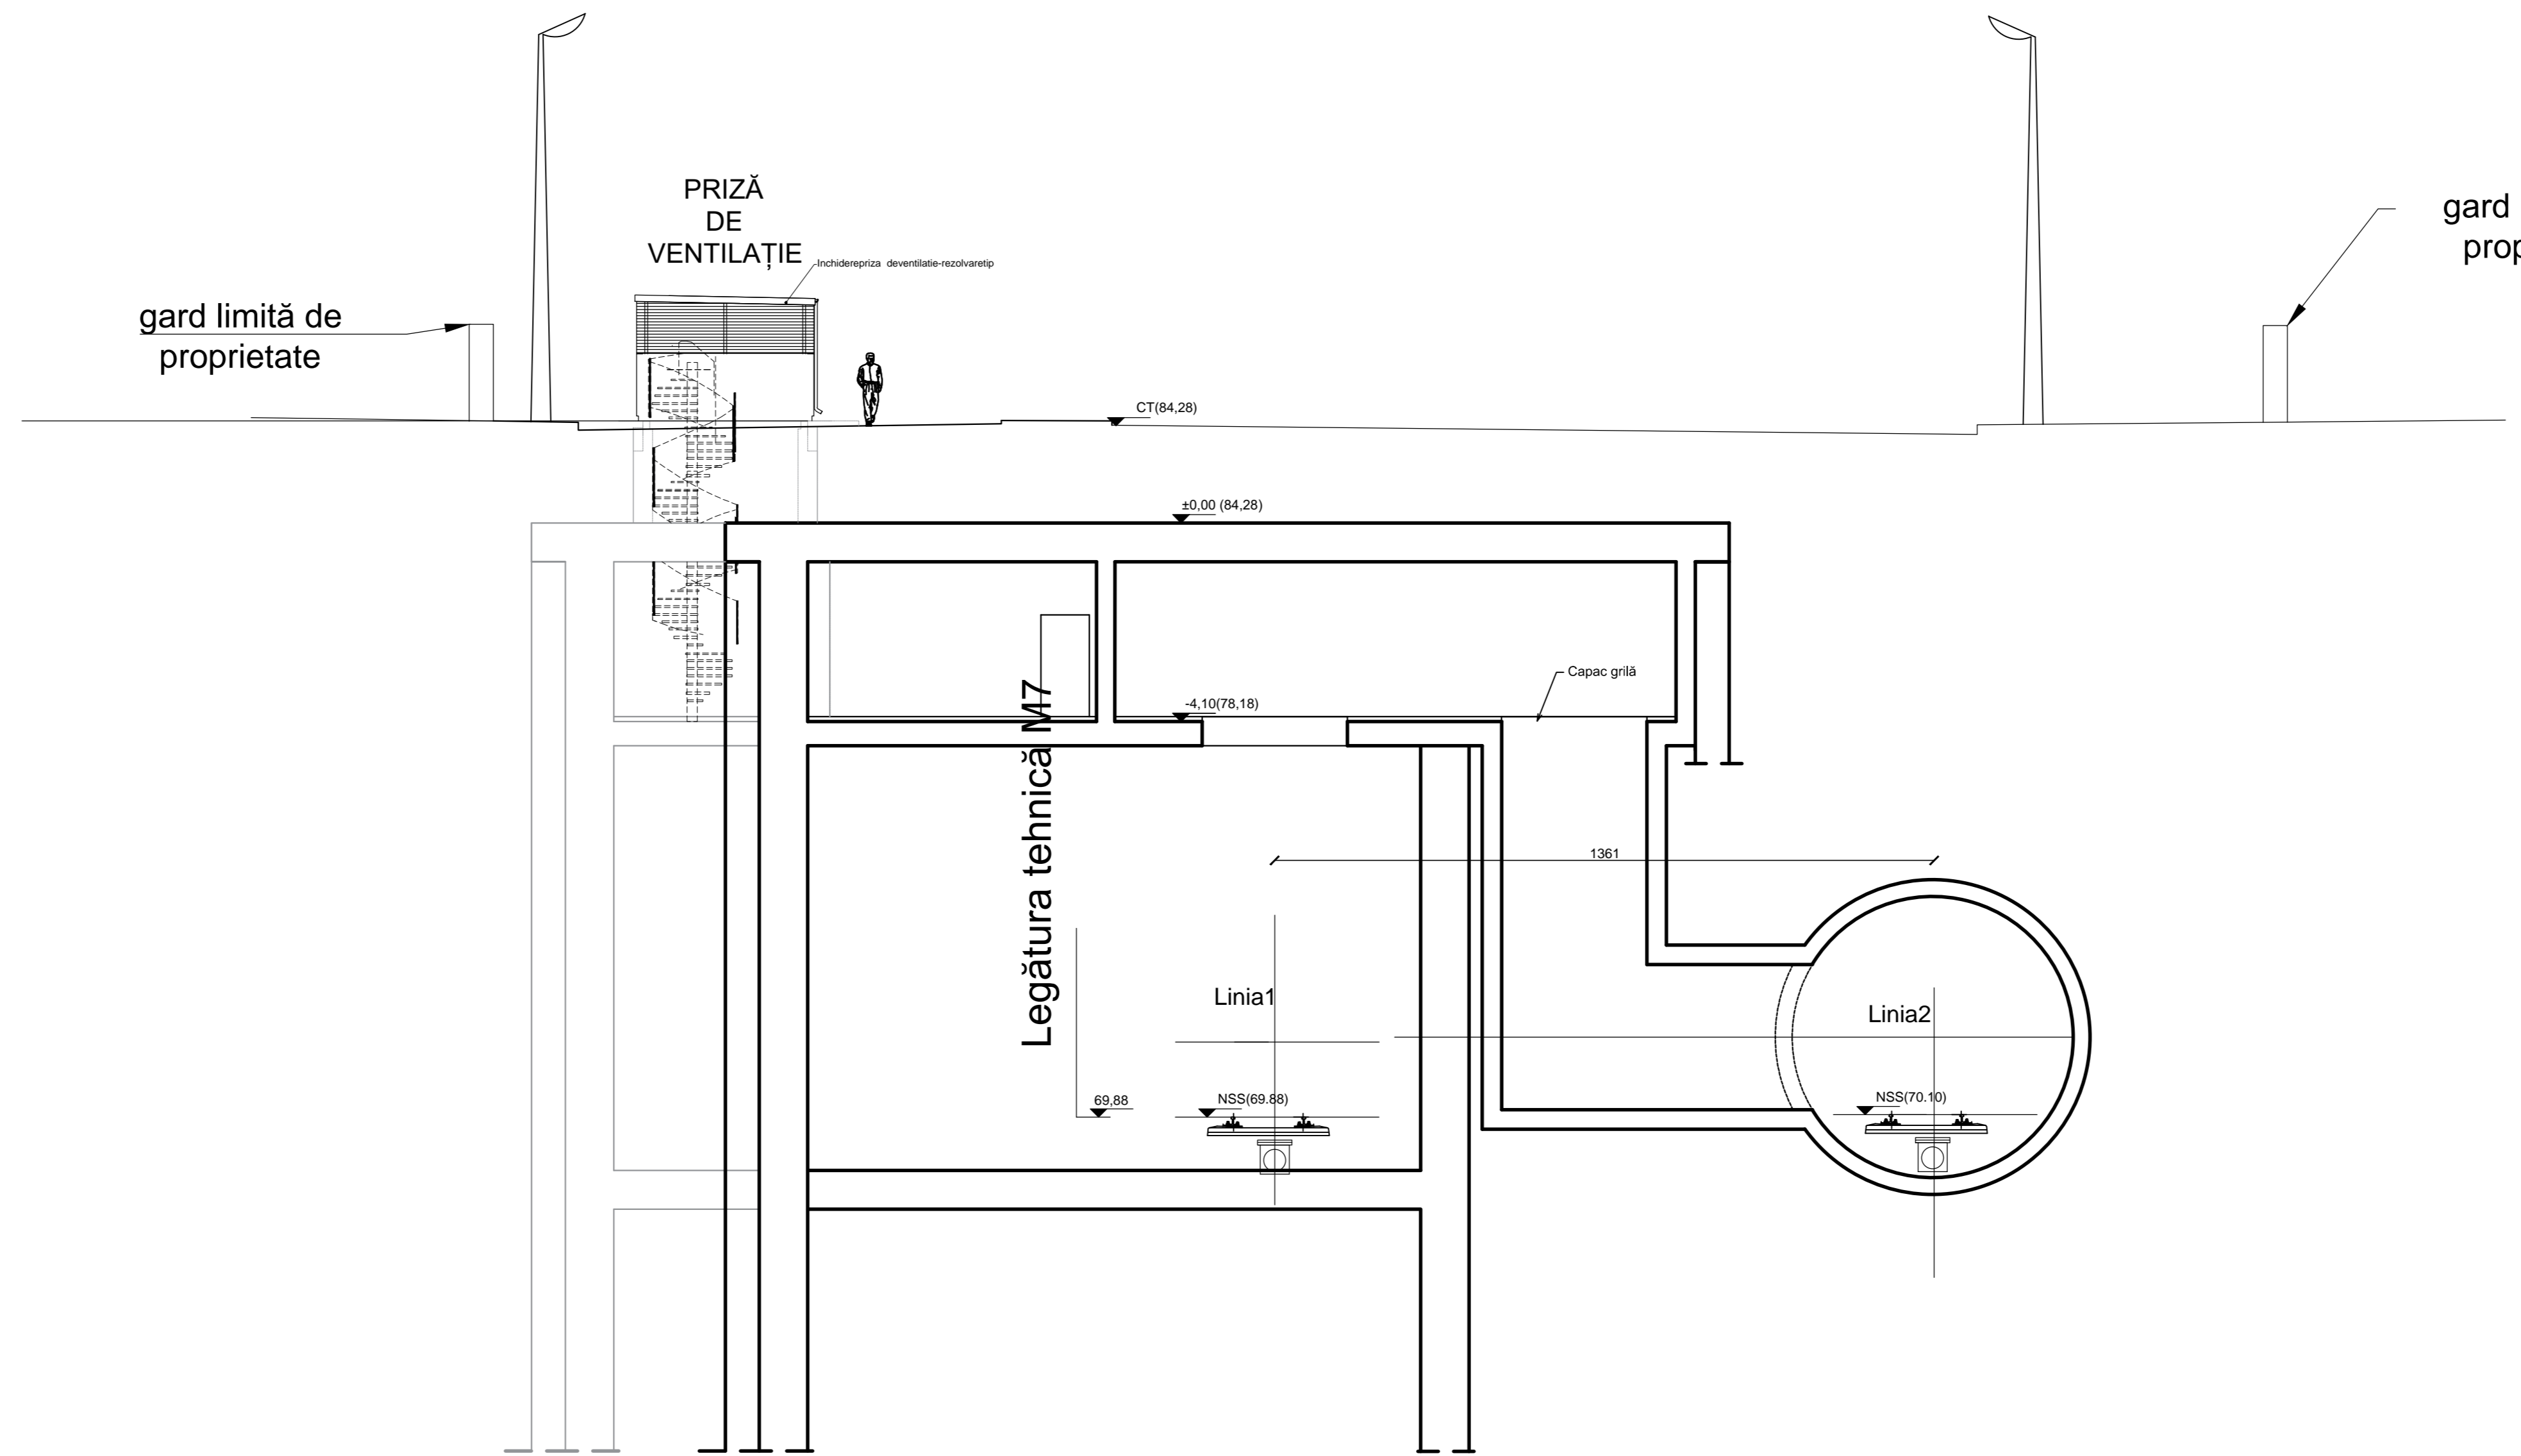 PRIZĂ
DE
VENTILAȚIE
Inchiderepriza deventilatie-rezolvaretip
gard
prop
gard limită de
proprietate
CT(84,28)
±0,00 (84,28)
Capac grilă
-4,10(78,18)
Legătura tehnică M7
1361
Linia1
Linia2
69,88
NSS(69.88)
NSS(70.10)